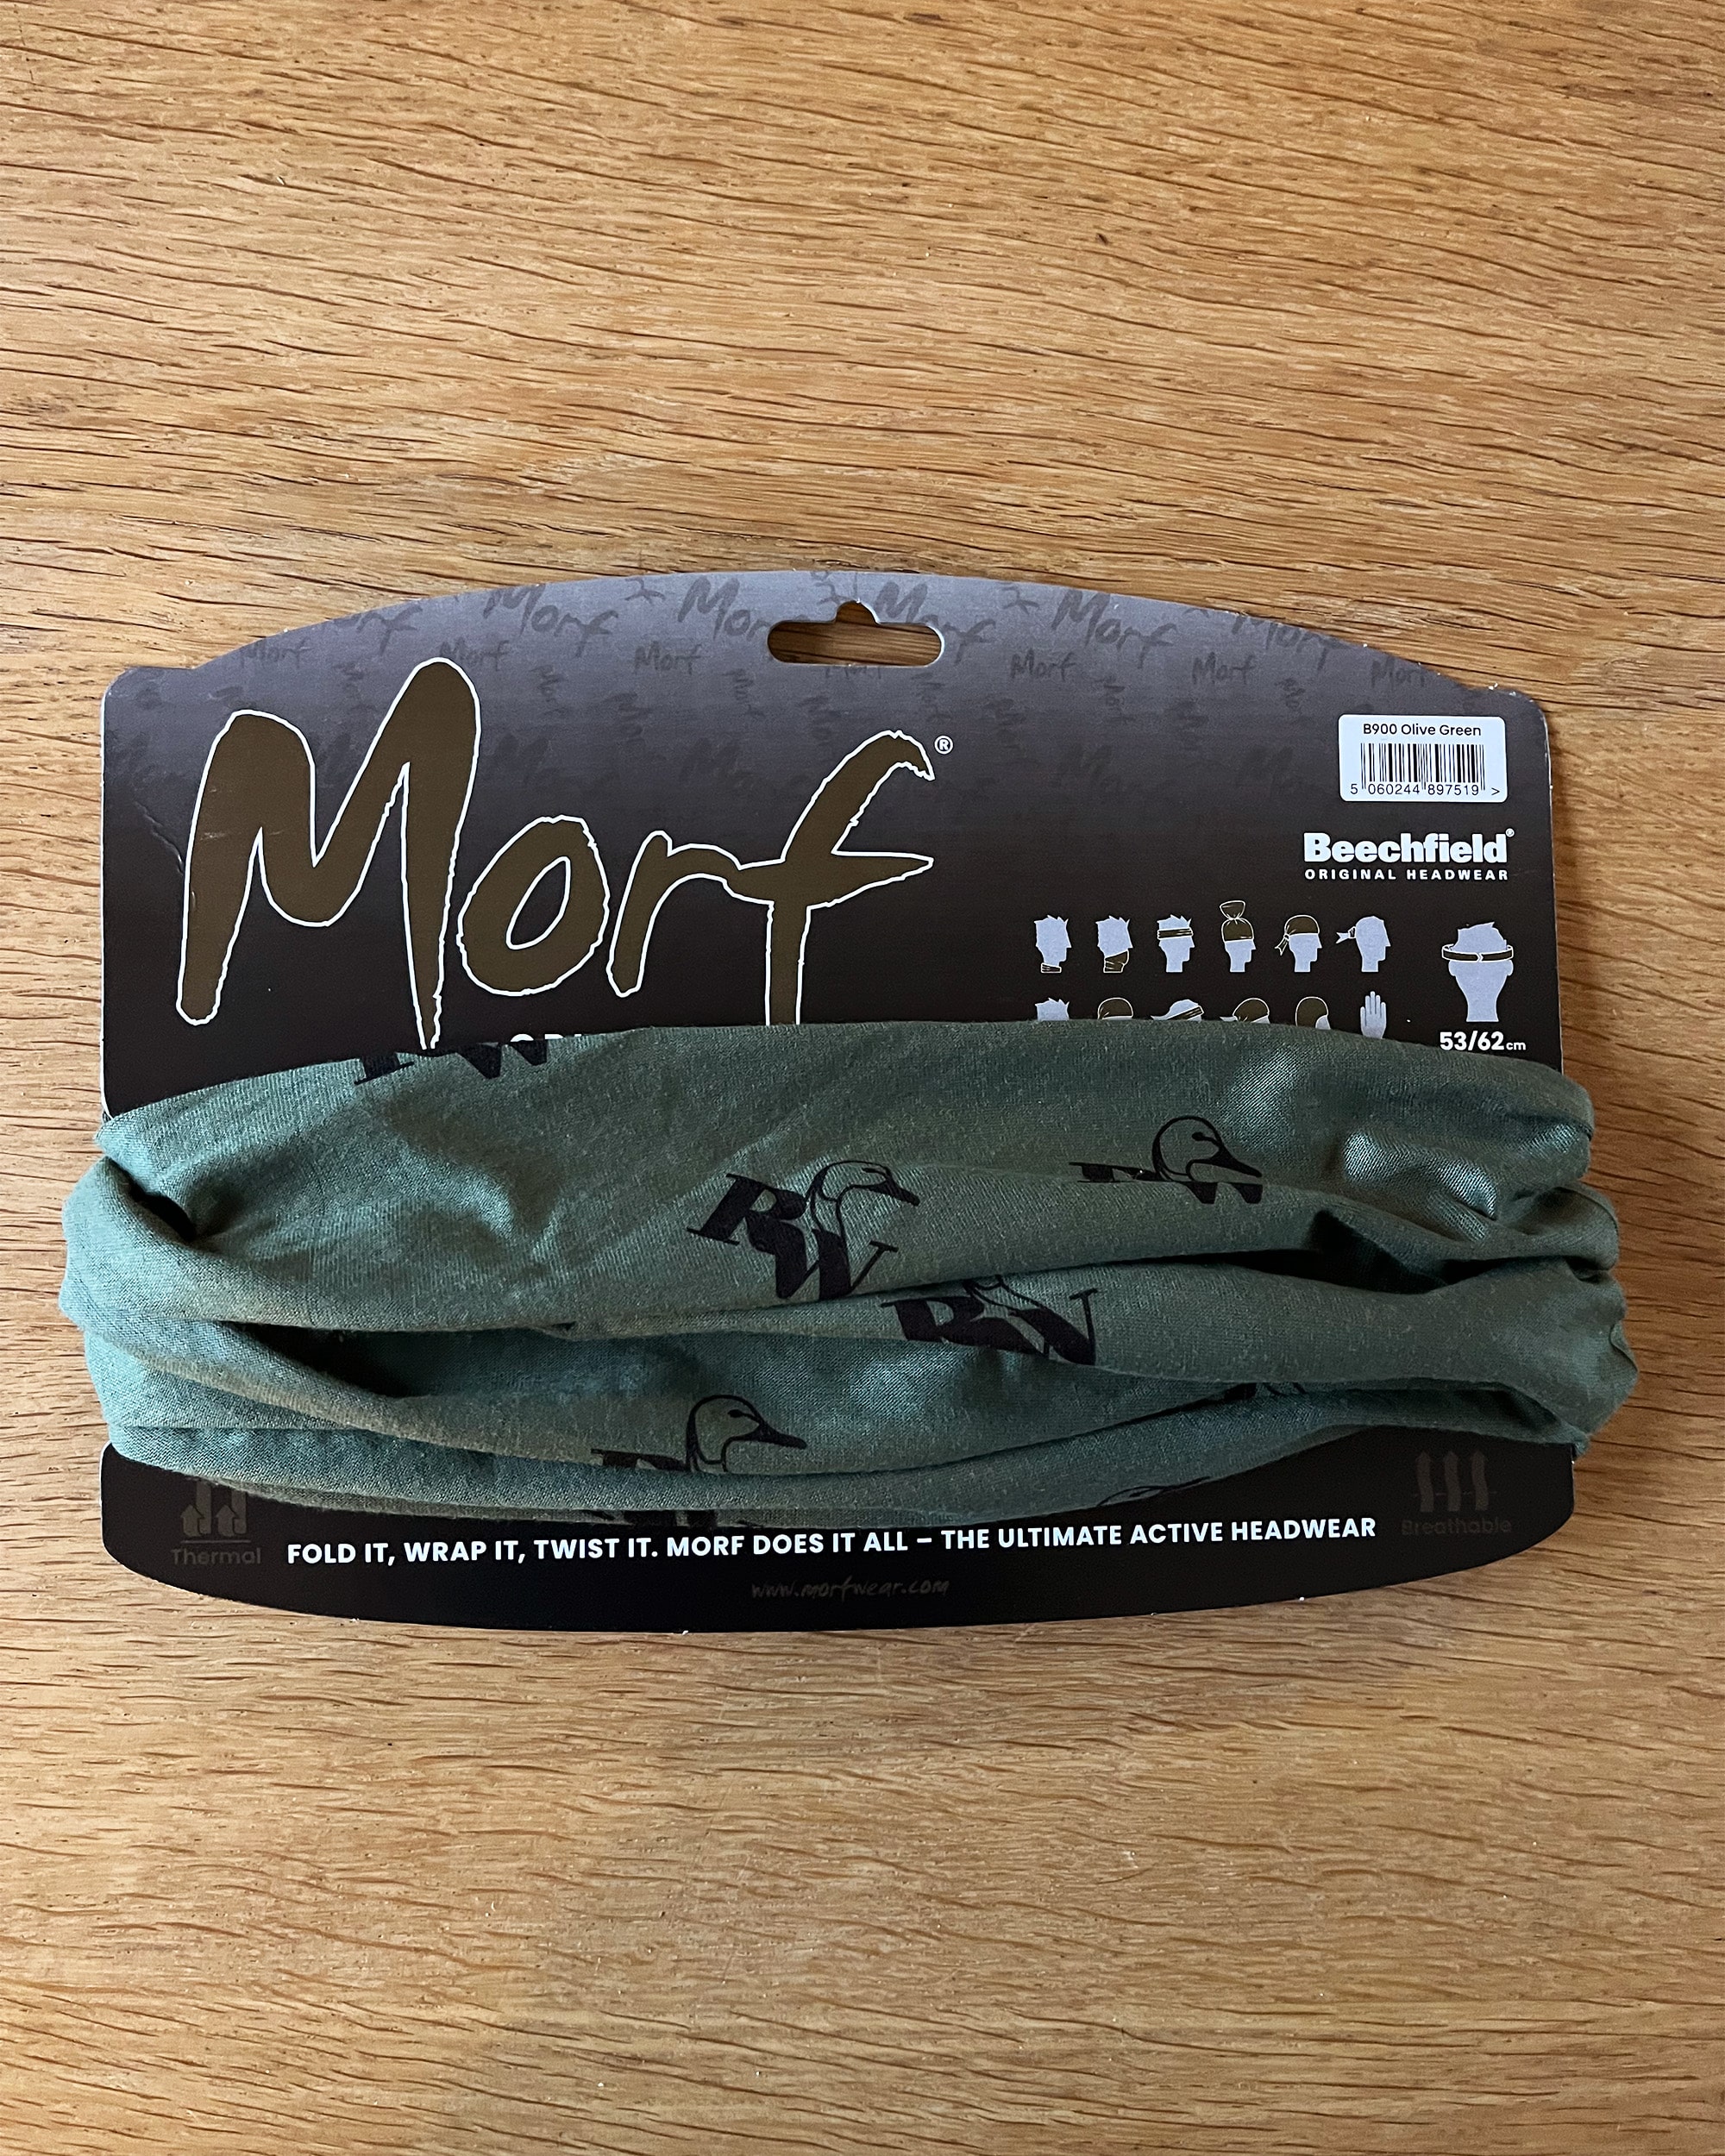 Morf®
B900 Olive Green
5 060244 897519 >
Beechfield®
ORIGINAL HEADWEAR
53/62cm
RW
RW
Thermal
Breathable
FOLD IT, WRAP IT, TWIST IT. MORF DOES IT ALL – THE ULTIMATE ACTIVE HEADWEAR
www.morfwear.com